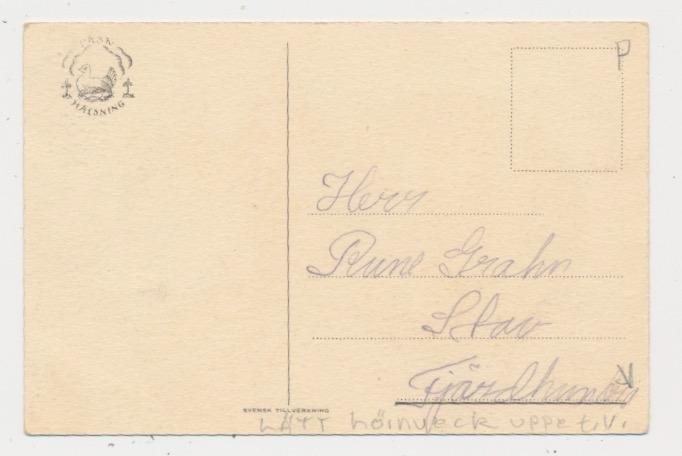 PÅSK
HÄLSNING
P
Herr
Rune Grahn
Stav
Fjärdhundra
SVENSK TILLVERKNING
LÄTT hörnveck uppe t.v.